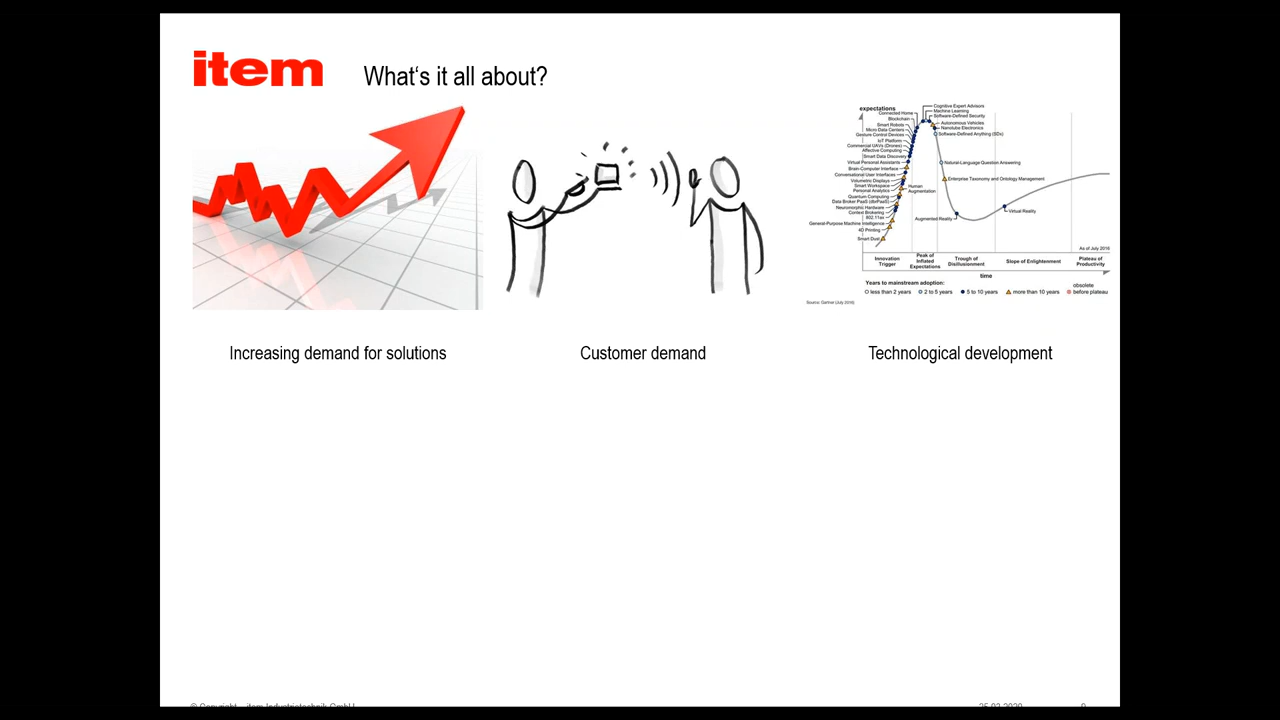 item
What's it all about?
expectations
Connected Home
Blockchain
Smart Robots
Micro Data Centers
Gesture Control Devices
IoT Platform
Commercial UAVs (Drones)
Affective Computing
Smart Data Discovery
Virtual Personal Assistants
Brain-Computer Interface
Conversational User Interfaces
Volumetric Displays
Smart Workspace
Personal Analytics
Quantum Computing
Data Broker PaaS (dbrPaaS)
Neuromorphic Hardware
Context Brokering
802.11ax
General-Purpose Machine Intelligence
4D Printing
Smart Dust
Cognitive Expert Advisors
Machine Learning
Software-Defined Security
Autonomous Vehicles
Nanotube Electronics
Software-Defined Anything (SDx)
Natural-Language Question Answering
Enterprise Taxonomy and Ontology Management
Human
Augmentation
Augmented Reality
Virtual Reality
As of July 2016
Innovation
Trigger
Peak of
Inflated
Expectations
Trough of
Disillusionment
Slope of Enlightenment
Plateau of
Productivity
time
Years to mainstream adoption:
less than 2 years
2 to 5 years
5 to 10 years
more than 10 years
obsolete
before plateau
Source: Gartner (July 2016)
Increasing demand for solutions
Customer demand
Technological development
© Copyright – item Industrietechnik GmbH